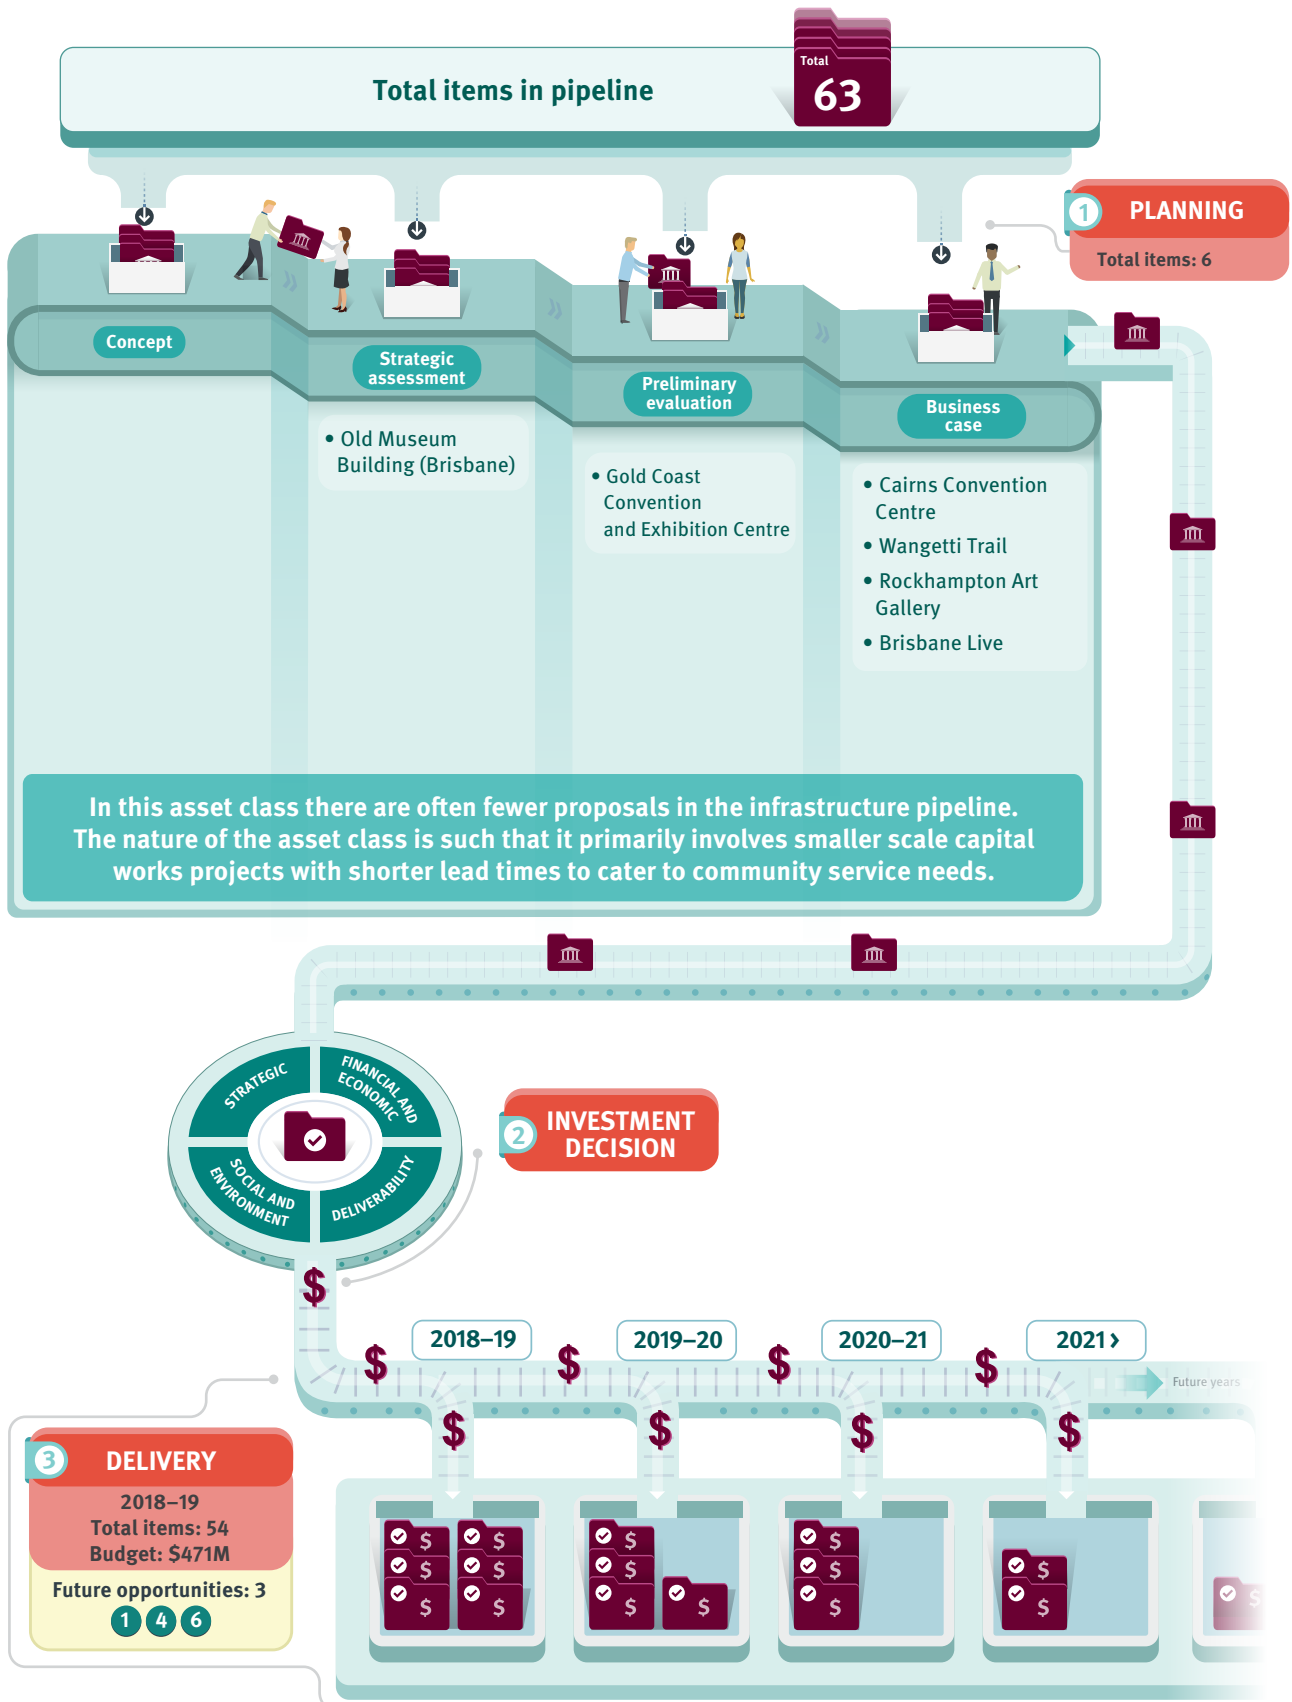 Total items in pipeline
Total
63
1
PLANNING
Total items: 6
Concept
Strategic
assessment
Preliminary
evaluation
Business
case
• Old Museum
Building (Brisbane)
• Gold Coast
Convention
and Exhibition Centre
• Cairns Convention
Centre
• Wangetti Trail
• Rockhampton Art
Gallery
• Brisbane Live
In this asset class there are often fewer proposals in the infrastructure pipeline.
The nature of the asset class is such that it primarily involves smaller scale capital
works projects with shorter lead times to cater to community service needs.
STRATEGIC
FINANCIAL AND
ECONOMIC
SOCIAL AND
ENVIRONMENT
DELIVERABILITY
2
INVESTMENT
DECISION
$
2018–19
2019–20
2020–21
2021 ›
$ $ $ $
Future years
$ $ $ $
3
DELIVERY
2018–19
Total items: 54
Budget: $471M
Future opportunities: 3
1 4 6
$ $ $ $
$ $ $ $ $
$ $ $ $ $ $ $